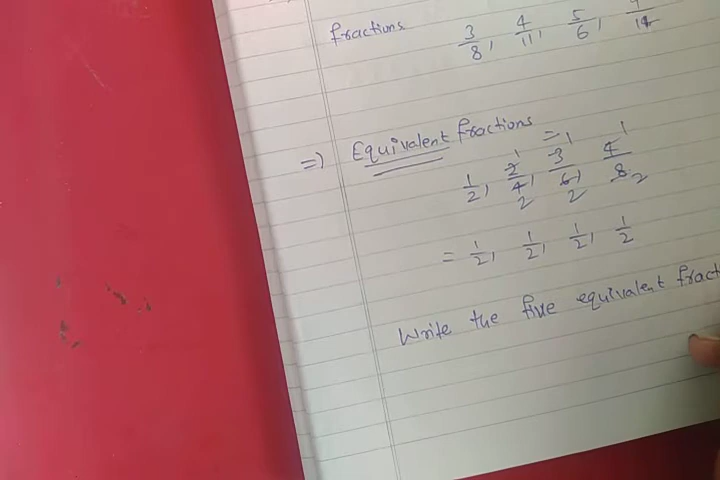 fractions 3/8, 4/11, 5/6,
=) Equivalent fractions =
1/2, 2/4, 3/6, 4/8
= 1/2, 1/2, 1/2, 1/2
Write the five equivalent fract